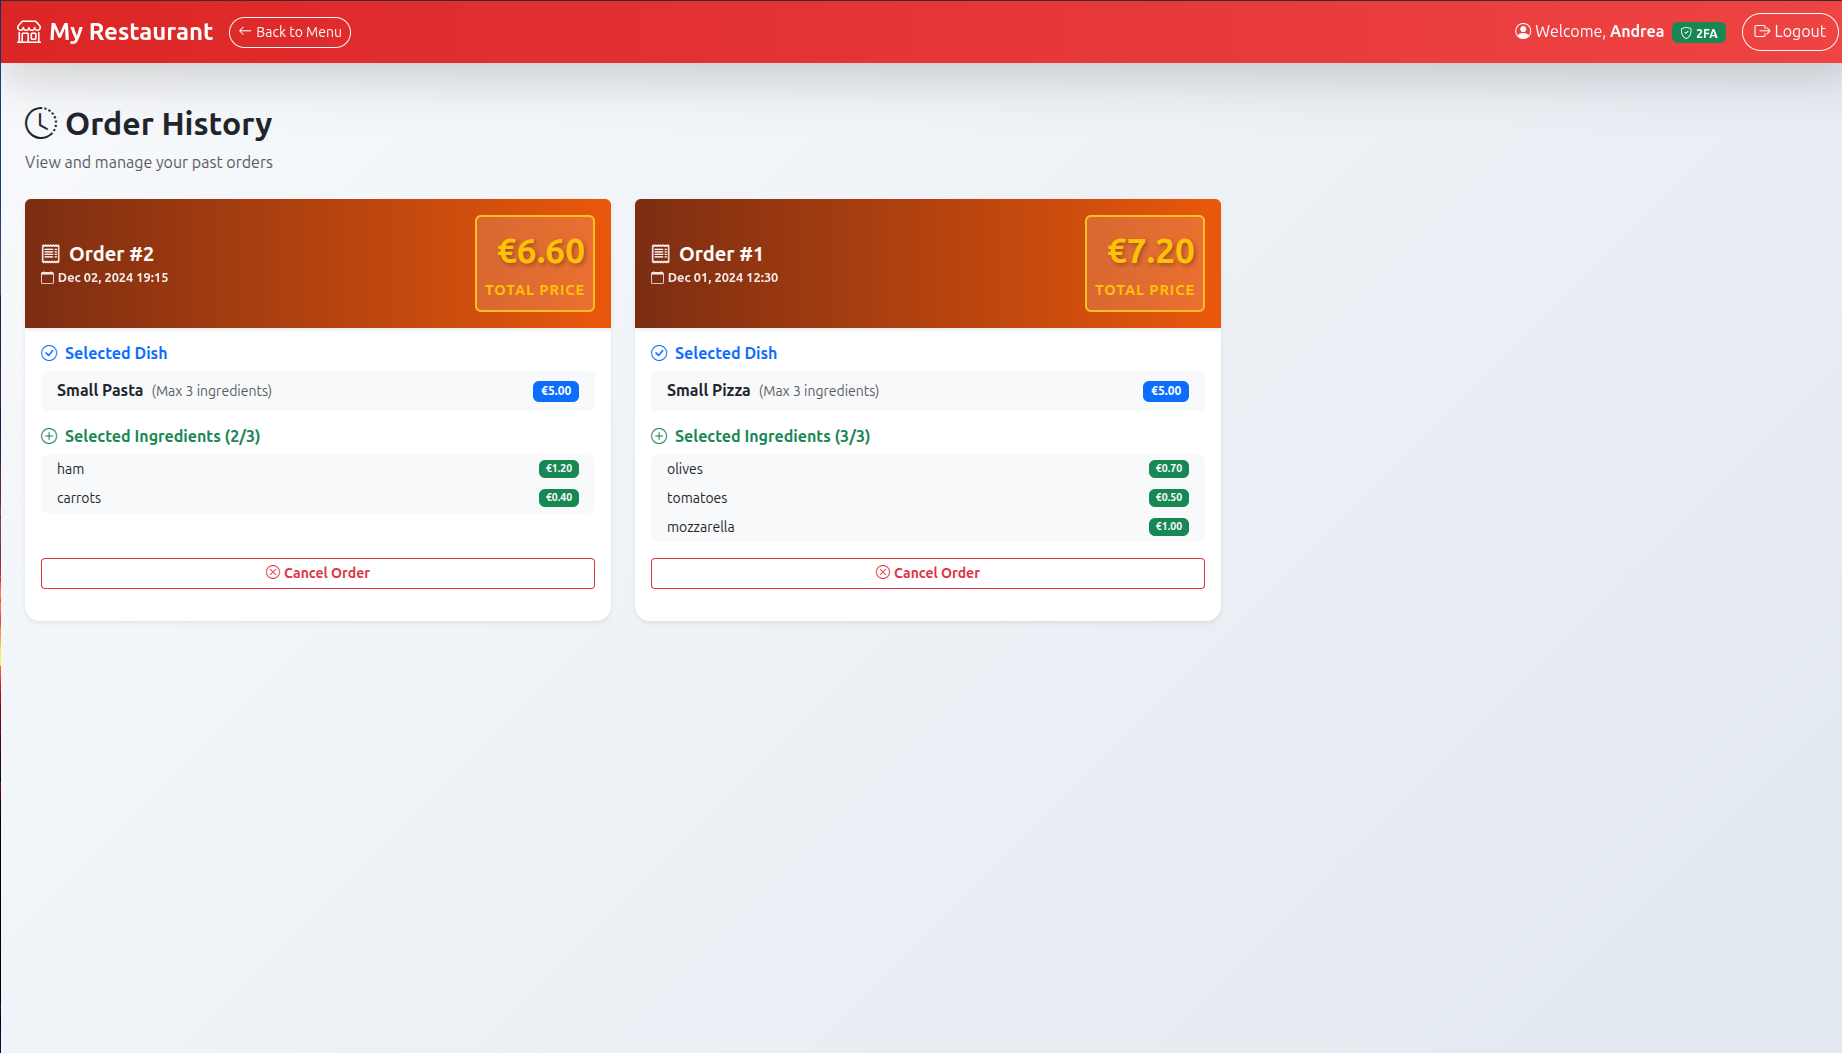 My Restaurant
Back to Menu
Welcome, Andrea
2FA
Logout
Order History
View and manage your past orders
Order #2
Dec 02, 2024 19:15
€6.60
TOTAL PRICE
Selected Dish
Small Pasta (Max 3 ingredients) €5.00
Selected Ingredients (2/3)
ham €1.20
carrots €0.40
Cancel Order
Order #1
Dec 01, 2024 12:30
€7.20
TOTAL PRICE
Selected Dish
Small Pizza (Max 3 ingredients) €5.00
Selected Ingredients (3/3)
olives €0.70
tomatoes €0.50
mozzarella €1.00
Cancel Order